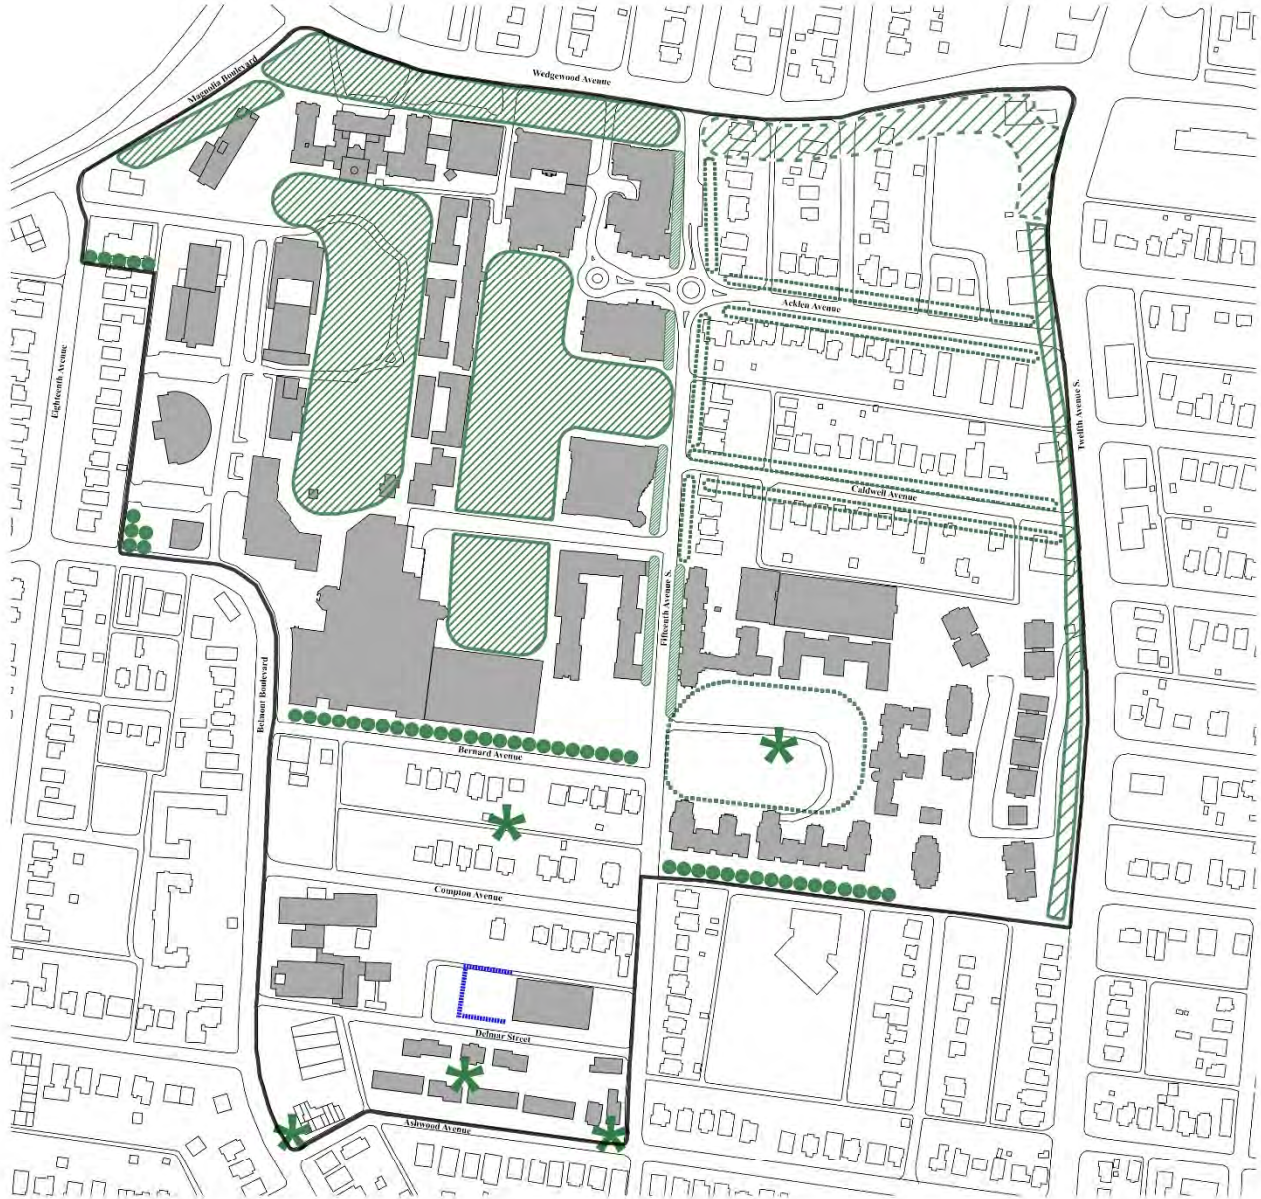 Magnolia Boulevard
Wedgewood Avenue
Acklen Avenue
Eighteenth Avenue
Twelfth Avenue S.
Caldwell Avenue
Fifteenth Avenue S.
Belmont Boulevard
Bernard Avenue
Compton Avenue
Delmar Street
Ashwood Avenue